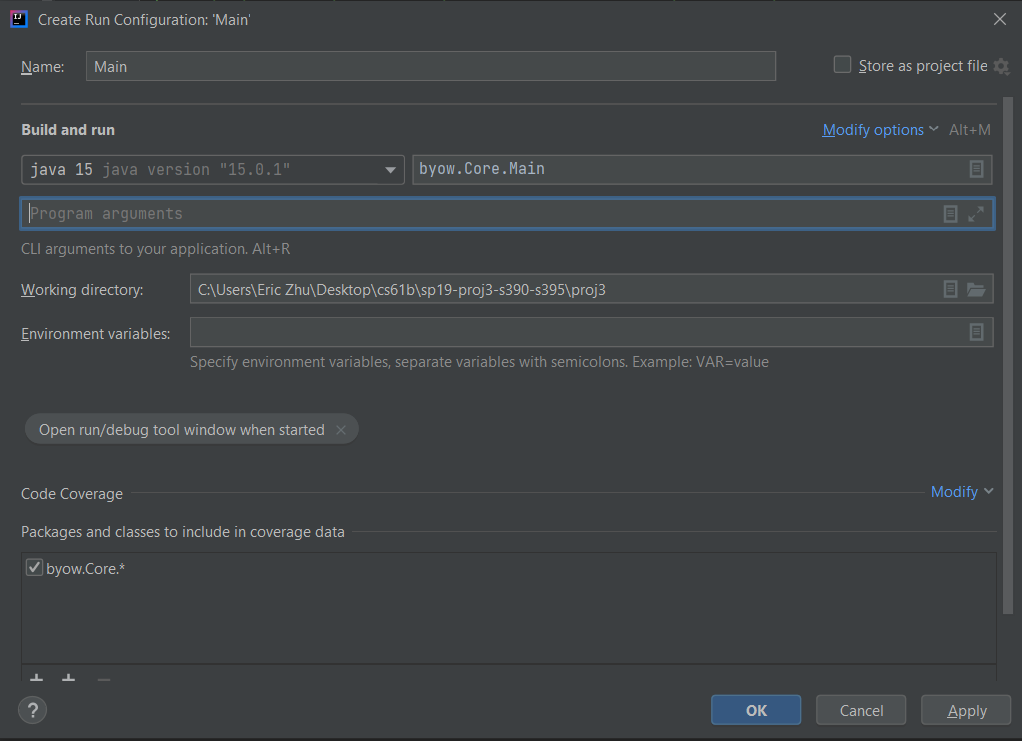 Create Run Configuration: 'Main'
Name: Main Store as project file
Build and run Modify options Alt+M
java 15 java version "15.0.1" byow.Core.Main
Program arguments
CLI arguments to your application. Alt+R
Working directory: C:\Users\Eric Zhu\Desktop\cs61b\sp19-proj3-s390-s395\proj3
Environment variables:
Specify environment variables, separate variables with semicolons. Example: VAR=value
Open run/debug tool window when started
Code Coverage Modify
Packages and classes to include in coverage data
byow.Core.*
? OK Cancel Apply